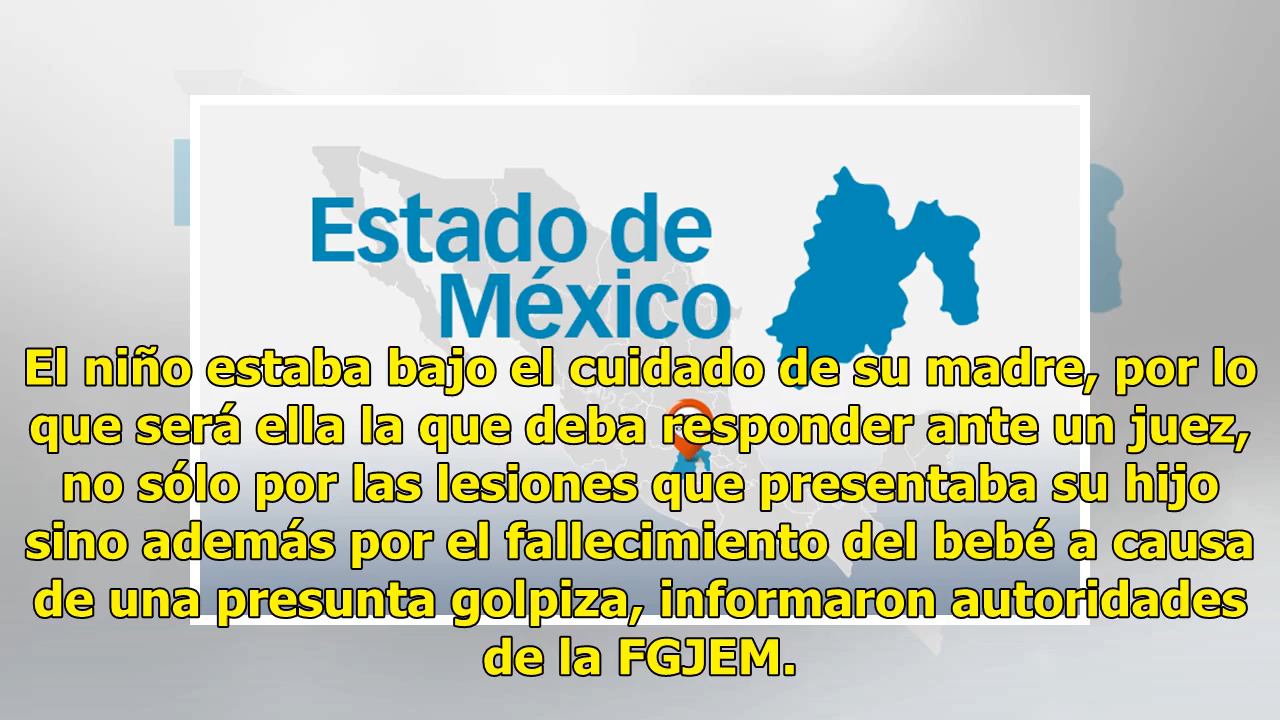 Estado de
México
El niño estaba bajo el cuidado de su madre, por lo
que será ella la que deba responder ante un juez,
no sólo por las lesiones que presentaba su hijo
sino además por el fallecimiento del bebé a causa
de una presunta golpiza, informaron autoridades
de la FGJEM.